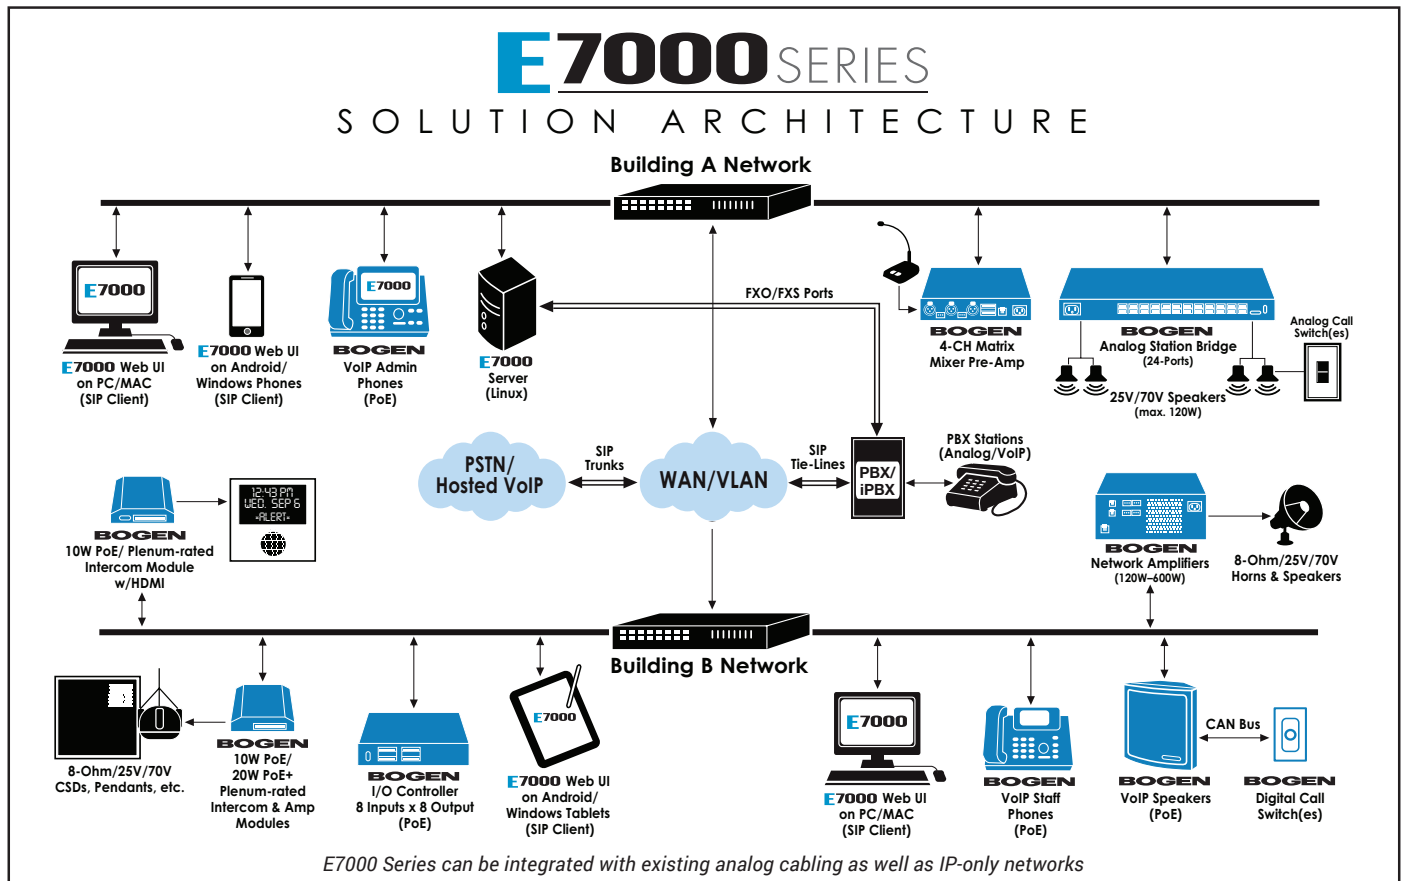 E7000 SERIES
SOLUTION ARCHITECTURE
Building A Network
E7000
E7000 Web UI
on PC/MAC
(SIP Client)
E7000 Web UI
on Android/
Windows Phones
(SIP Client)
E7000
BOGEN
VoIP Admin
Phones
(PoE)
E7000
Server
(Linux)
FXO/FXS Ports
BOGEN
4-CH Matrix
Mixer Pre-Amp
BOGEN
Analog Station Bridge
(24-Ports)
25V/70V Speakers
(max. 120W)
Analog Call
Switch(es)
PSTN/
Hosted VoIP
SIP
Trunks
WAN/VLAN
SIP
Tie-Lines
PBX/
iPBX
PBX Stations
(Analog/VoIP)
BOGEN
10W PoE/ Plenum-rated
Intercom Module
w/HDMI
12:43 PM
WED. SEP 6
*ALERT*
BOGEN
Network Amplifiers
(120W–600W)
8-Ohm/25V/70V
Horns & Speakers
Building B Network
8-Ohm/25V/70V
CSDs, Pendants, etc.
BOGEN
10W PoE/
20W PoE+
Plenum-rated
Intercom & Amp
Modules
BOGEN
I/O Controller
8 Inputs x 8 Output
(PoE)
E7000
E7000 Web UI
on Android/
Windows Tablets
(SIP Client)
E7000
E7000 Web UI
on PC/MAC
(SIP Client)
BOGEN
VoIP Staff
Phones
(PoE)
BOGEN
VoIP Speakers
(PoE)
CAN Bus
BOGEN
Digital Call
Switch(es)
E7000 Series can be integrated with existing analog cabling as well as IP-only networks